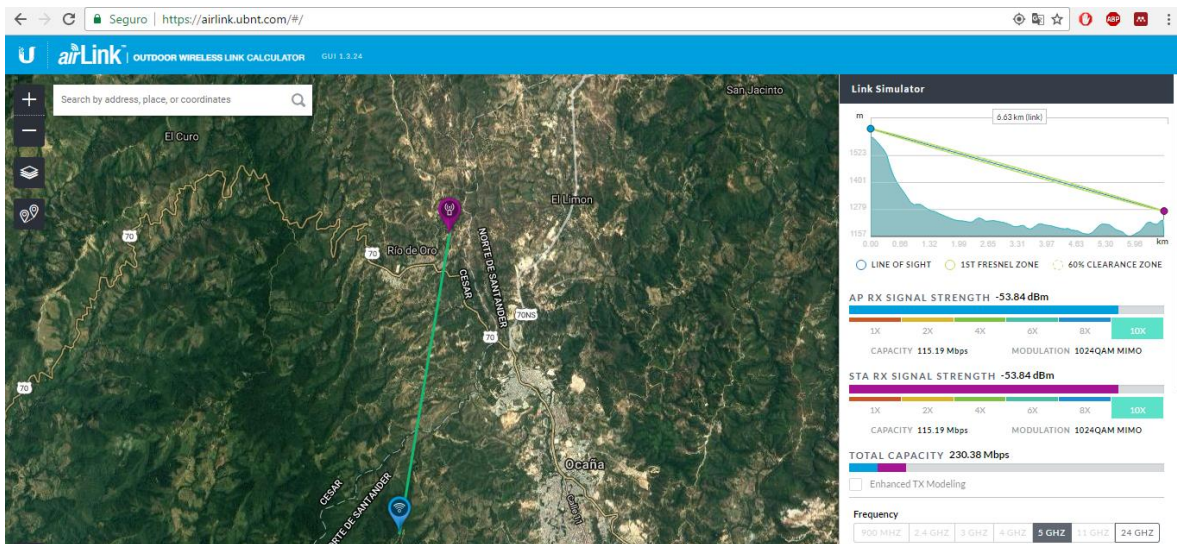 Seguro | https://airlink.ubnt.com/#/
ABP
U airLink™ | OUTDOOR WIRELESS LINK CALCULATOR GUI 1.3.24
Search by address, place, or coordinates
San Jacinto
El Curo
El Limon
70
70 Río de Oro
NORTE DE SANTANDER
CESAR
70NS
70
70
Ocaña
Calle 11
CESAR
NORTE DE SANTANDER
Link Simulator
m
6.63 km (link)
1523
1401
1279
1157
0.00 0.66 1.32 1.99 2.65 3.31 3.97 4.63 5.30 5.96 km
LINE OF SIGHT 1ST FRESNEL ZONE 60% CLEARANCE ZONE
AP RX SIGNAL STRENGTH -53.84 dBm
1X 2X 4X 6X 8X 10X
CAPACITY 115.19 Mbps MODULATION 1024QAM MIMO
STA RX SIGNAL STRENGTH -53.84 dBm
1X 2X 4X 6X 8X 10X
CAPACITY 115.19 Mbps MODULATION 1024QAM MIMO
TOTAL CAPACITY 230.38 Mbps
Enhanced TX Modeling
Frequency
900 MHZ 2.4 GHZ 3 GHZ 4 GHZ 5 GHZ 11 GHZ 24 GHZ